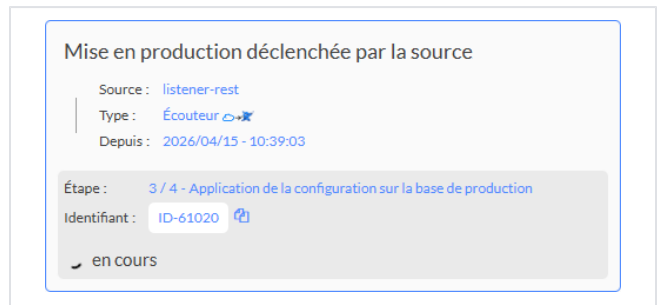 Mise en production déclenchée par la source
Source : listener-rest
Type : Écouteur
Depuis : 2026/04/15 - 10:39:03
Étape : 3 / 4 - Application de la configuration sur la base de production
Identifiant : ID-61020
en cours